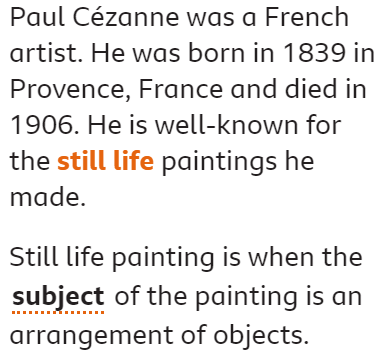 Paul Cézanne was a French
artist. He was born in 1839 in
Provence, France and died in
1906. He is well-known for
the still life paintings he
made.
Still life painting is when the
subject of the painting is an
arrangement of objects.